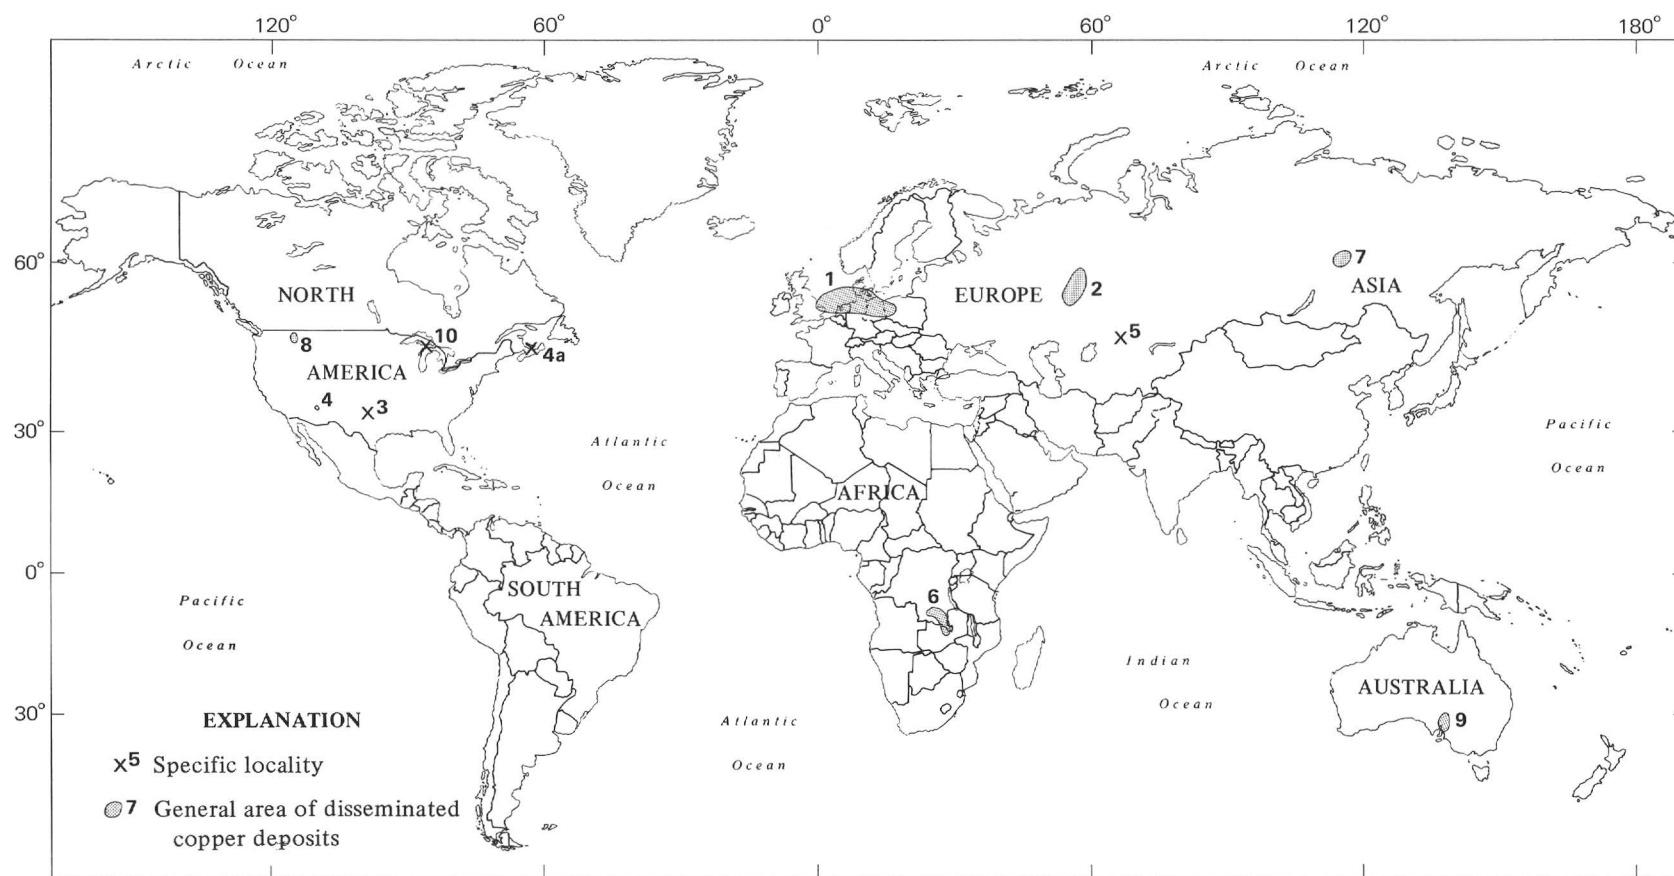 120° 60° 0° 60° 120° 180°
Arctic Ocean
Arctic Ocean
60°
7
1
NORTH
EUROPE
2
ASIA
10
5
8
4a
AMERICA
4
3
30°
Atlantic
Ocean
Pacific
Ocean
AFRICA
0°
SOUTH
AMERICA
6
Pacific
Ocean
Indian
Ocean
AUSTRALIA
9
30°
Atlantic
Ocean
EXPLANATION
x5 Specific locality
7 General area of disseminated
copper deposits